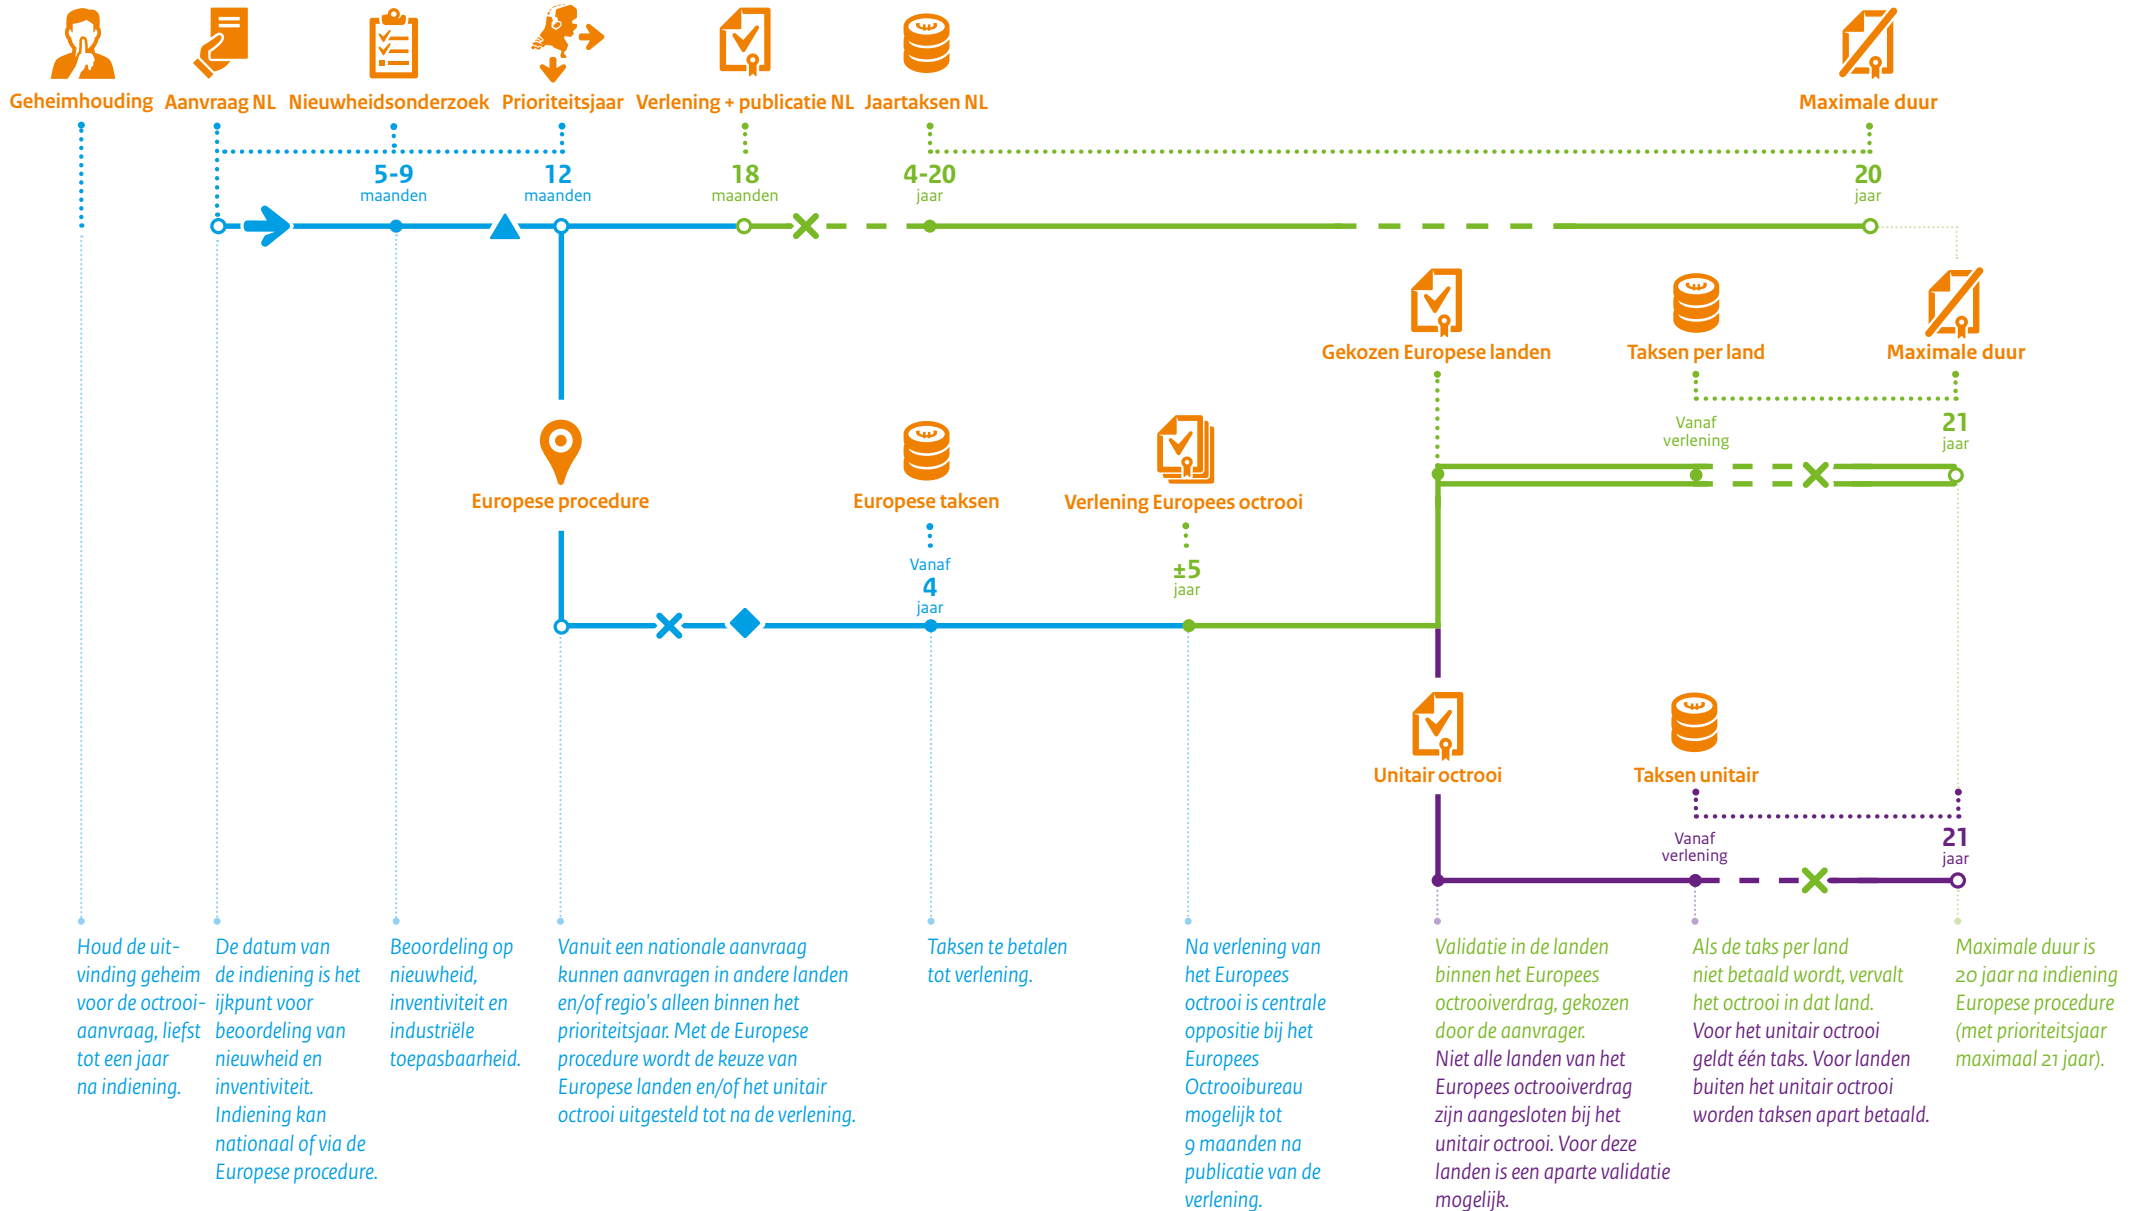 Geheimhouding
Aanvraag NL
Nieuwheidsonderzoek
Prioriteitsjaar
Verlening + publicatie NL
Jaartaksen NL
Maximale duur
5-9
maanden
12
maanden
18
maanden
4-20
jaar
20
jaar
Gekozen Europese landen
Taksen per land
Maximale duur
Vanaf
verlening
21
jaar
Europese procedure
Europese taksen
Verlening Europees octrooi
Vanaf
4
jaar
±5
jaar
Unitair octrooi
Taksen unitair
Vanaf
verlening
21
jaar
Houd de uit-
vinding geheim
voor de octrooi-
aanvraag, liefst
tot een jaar
na indiening.
De datum van
de indiening is het
ijkpunt voor
beoordeling van
nieuwheid en
inventiviteit.
Indiening kan
nationaal of via de
Europese procedure.
Beoordeling op
nieuwheid,
inventiviteit en
industriële
toepasbaarheid.
Vanuit een nationale aanvraag
kunnen aanvragen in andere landen
en/of regio's alleen binnen het
prioriteitsjaar. Met de Europese
procedure wordt de keuze van
Europese landen en/of het unitair
octrooi uitgesteld tot na de verlening.
Taksen te betalen
tot verlening.
Na verlening van
het Europees
octrooi is centrale
oppositie bij het
Europees
Octrooibureau
mogelijk tot
9 maanden na
publicatie van de
verlening.
Validatie in de landen
binnen het Europees
octrooiverdrag, gekozen
door de aanvrager.
Niet alle landen van het
Europees octrooiverdrag
zijn aangesloten bij het
unitair octrooi. Voor deze
landen is een aparte validatie
mogelijk.
Als de taks per land
niet betaald wordt, vervalt
het octrooi in dat land.
Voor het unitair octrooi
geldt één taks. Voor landen
buiten het unitair octrooi
worden taksen apart betaald.
Maximale duur is
20 jaar na indiening
Europese procedure
(met prioriteitsjaar
maximaal 21 jaar).